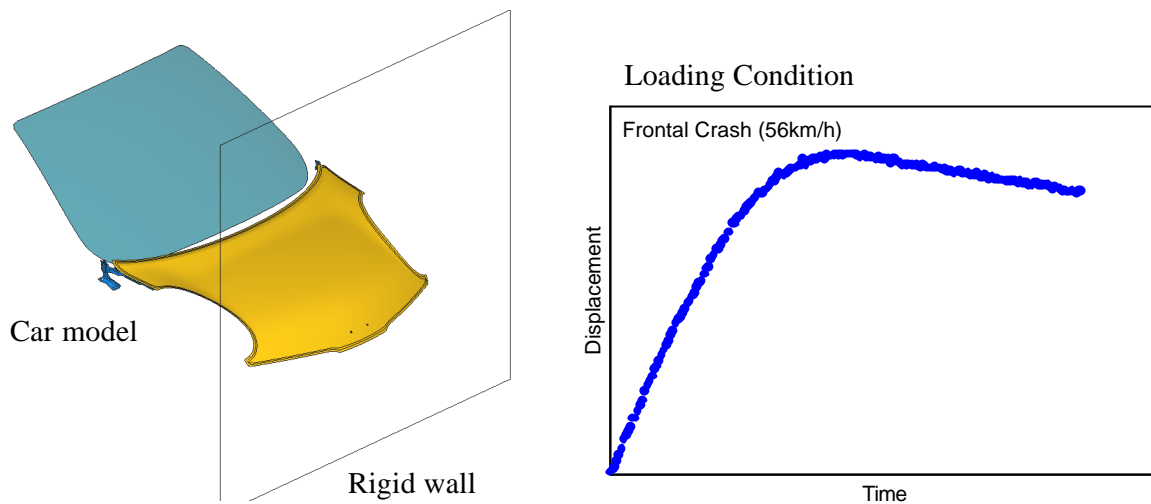 Car model
Rigid wall
Loading Condition
Frontal Crash (56km/h)
Displacement
Time